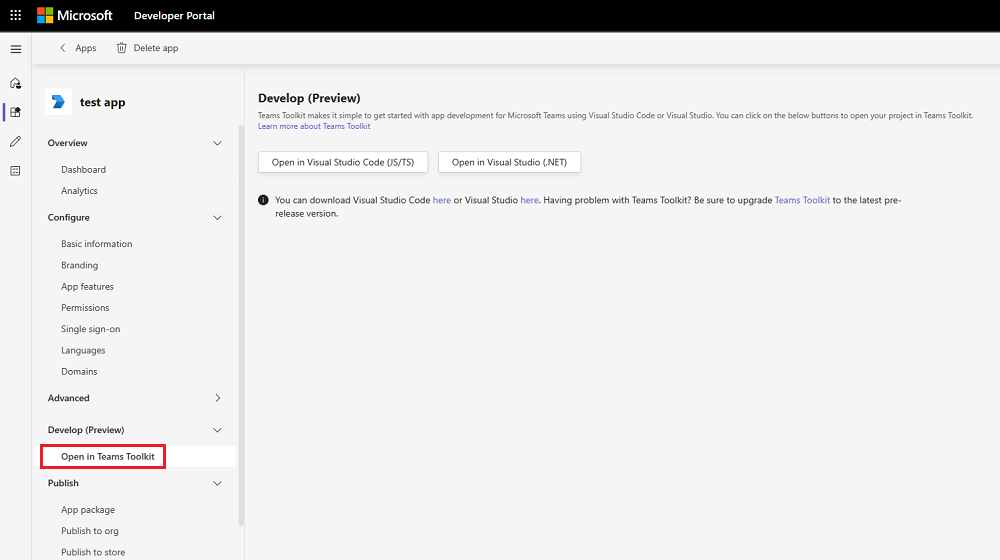 Microsoft Developer Portal
Apps Delete app
test app
Overview
Dashboard
Analytics
Configure
Basic information
Branding
App features
Permissions
Single sign-on
Languages
Domains
Advanced
Develop (Preview)
Open in Teams Toolkit
Publish
App package
Publish to org
Publish to store
Develop (Preview)
Teams Toolkit makes it simple to get started with app development for Microsoft Teams using Visual Studio Code or Visual Studio. You can click on the below buttons to open your project in Teams Toolkit.
Learn more about Teams Toolkit
Open in Visual Studio Code (JS/TS) Open in Visual Studio (.NET)
You can download Visual Studio Code here or Visual Studio here. Having problem with Teams Toolkit? Be sure to upgrade Teams Toolkit to the latest pre-
release version.